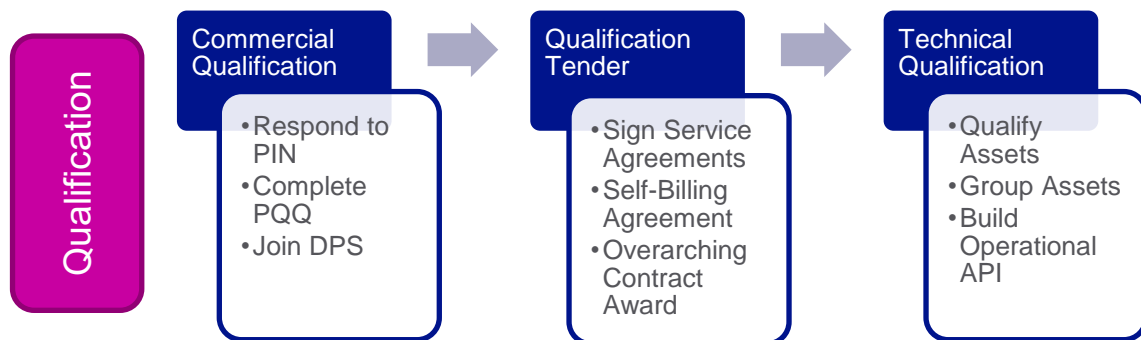 Qualification
Commercial
Qualification
•Respond to
PIN
•Complete
PQQ
•Join DPS
Qualification
Tender
•Sign Service
Agreements
•Self-Billing
Agreement
•Overarching
Contract
Award
Technical
Qualification
•Qualify
Assets
•Group Assets
•Build
Operational
API